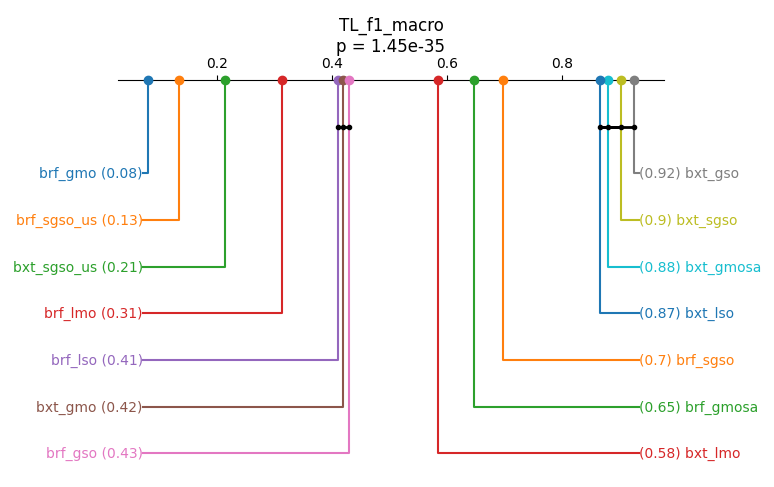 TL_f1_macro
p = 1.45e-35
0.2 0.4 0.6 0.8
brf_gmo (0.08) (0.92) bxt_gso
brf_sgso_us (0.13) (0.9) bxt_sgso
bxt_sgso_us (0.21) (0.88) bxt_gmosa
brf_lmo (0.31) (0.87) bxt_lso
brf_lso (0.41) (0.7) brf_sgso
bxt_gmo (0.42) (0.65) brf_gmosa
brf_gso (0.43) (0.58) bxt_lmo